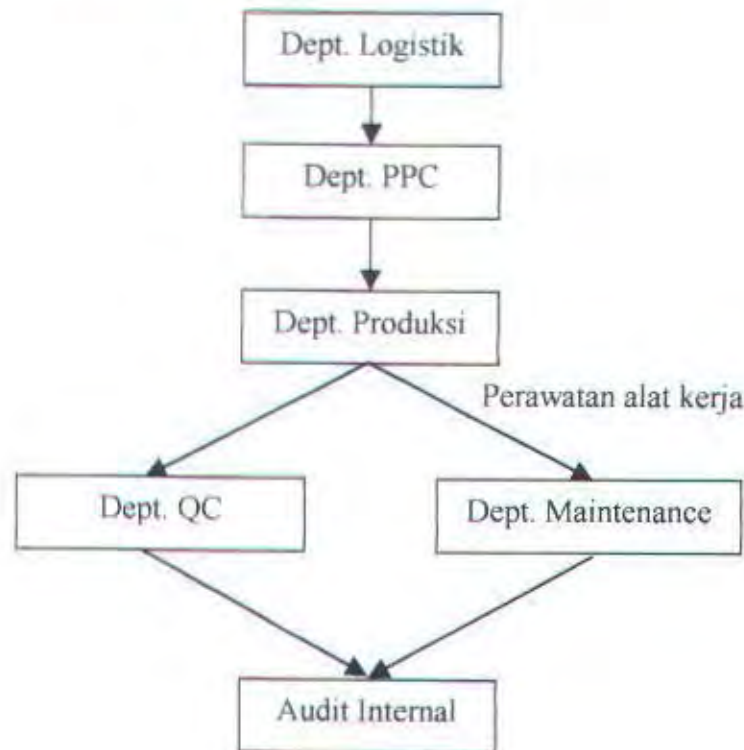 Dept. Logistik
Dept. PPC
Dept. Produksi
Perawatan alat kerja
Dept. QC
Dept. Maintenance
Audit Internal